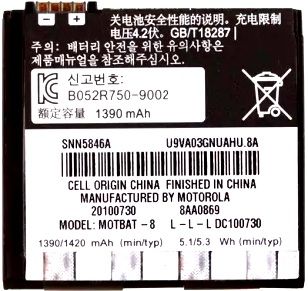 关电池安全性能，充电限制
电压4.2伏. GB/T18287
주의: 배터리 안전을 위한 유의사항은
제품매뉴얼을 참조하십시오
신고번호
B052R750-9002
额定容量 1390 mAh
SNN5846A U9VA03GNUAHU.8A
CELL ORIGIN CHINA FINISHED IN CHINA
MANUFACTURED BY MOTOROLA
20100730 8AA0869
MODEL: MOTBAT - 8 L - L - L DC100730
1390/1420 mAh (min/typ) 5.1/5.3 Wh (min/typ)